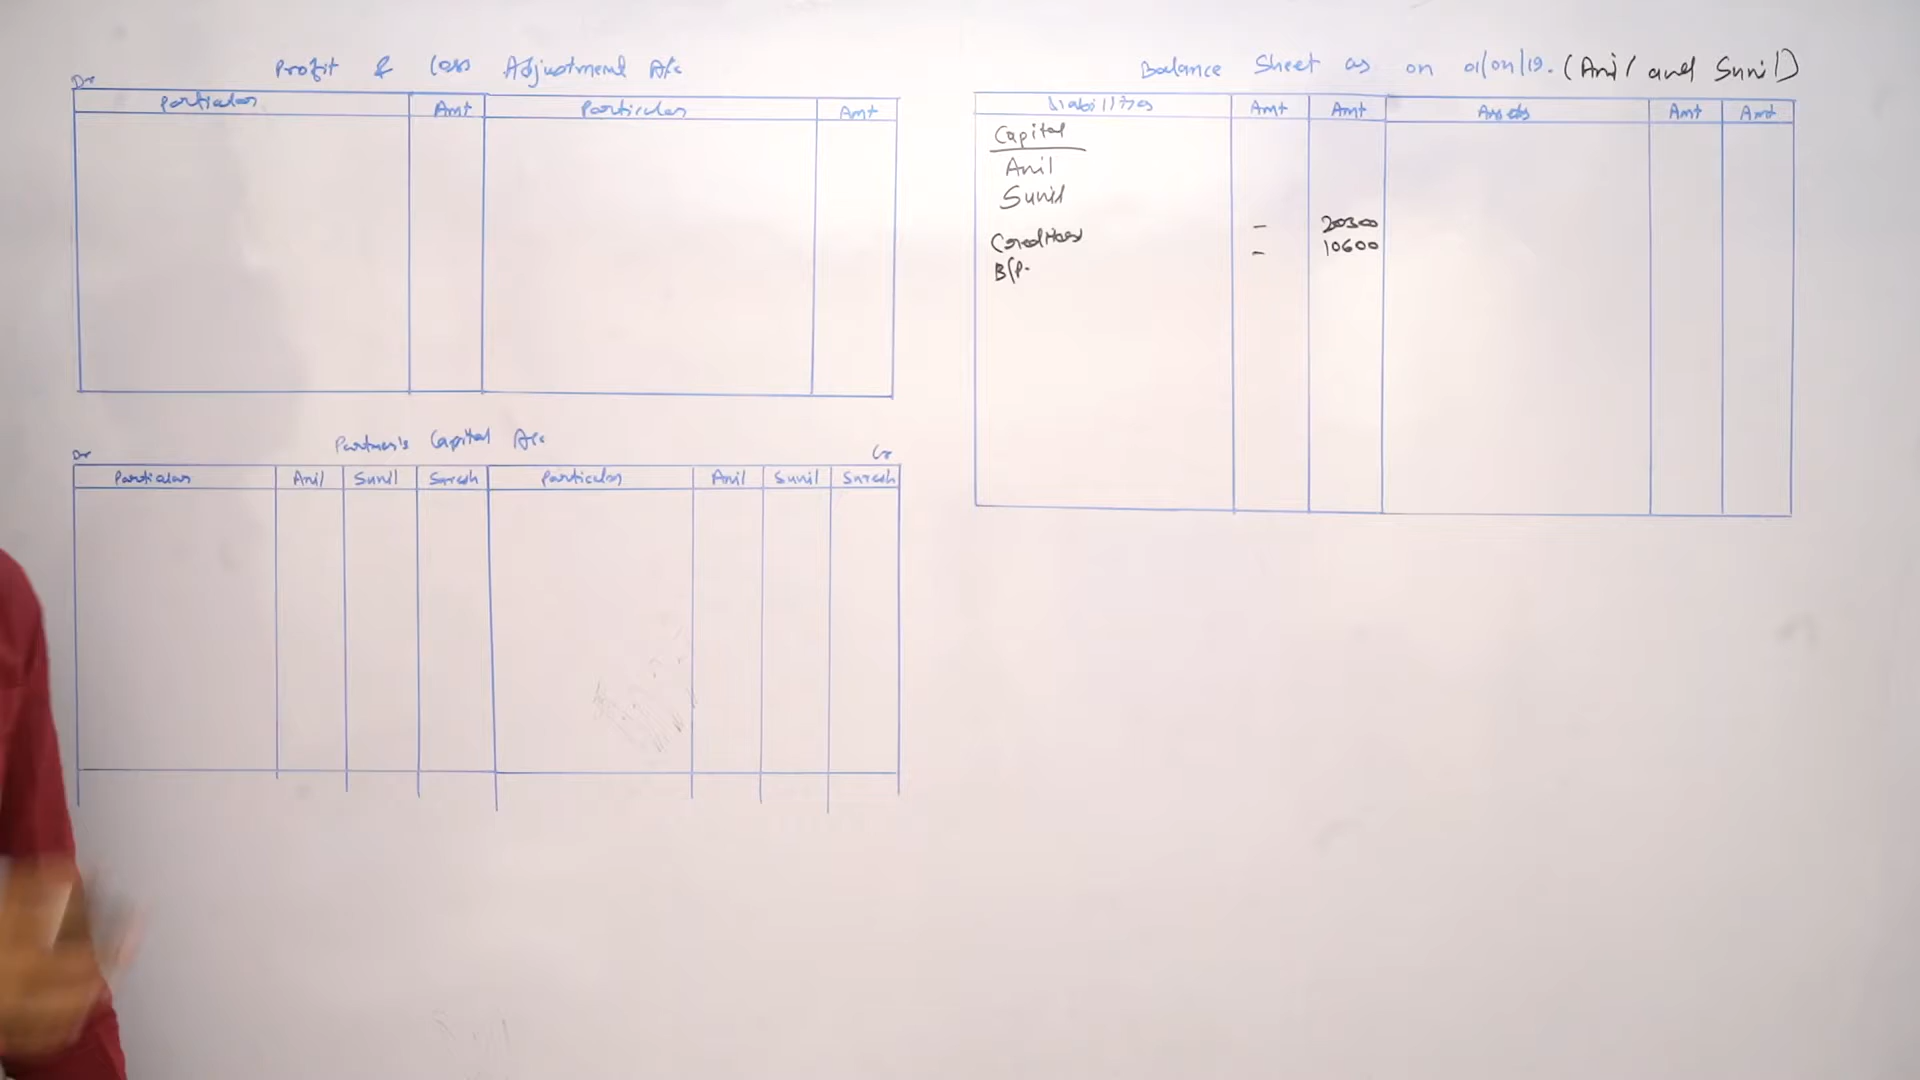 Profit & Loss Adjustment A/c
Dr
Particulars Amt Particulars Amt
Partner's Capital A/c
Dr Cr
Particulars Anil Sunil Suresh Particulars Anil Sunil Suresh
Balance Sheet as on 01/04/19. (Anil and Sunil)
Liabilities Amt Amt Assets Amt Amt
Capital
Anil
Sunil
Creditors - 20300
B/P. - 10600